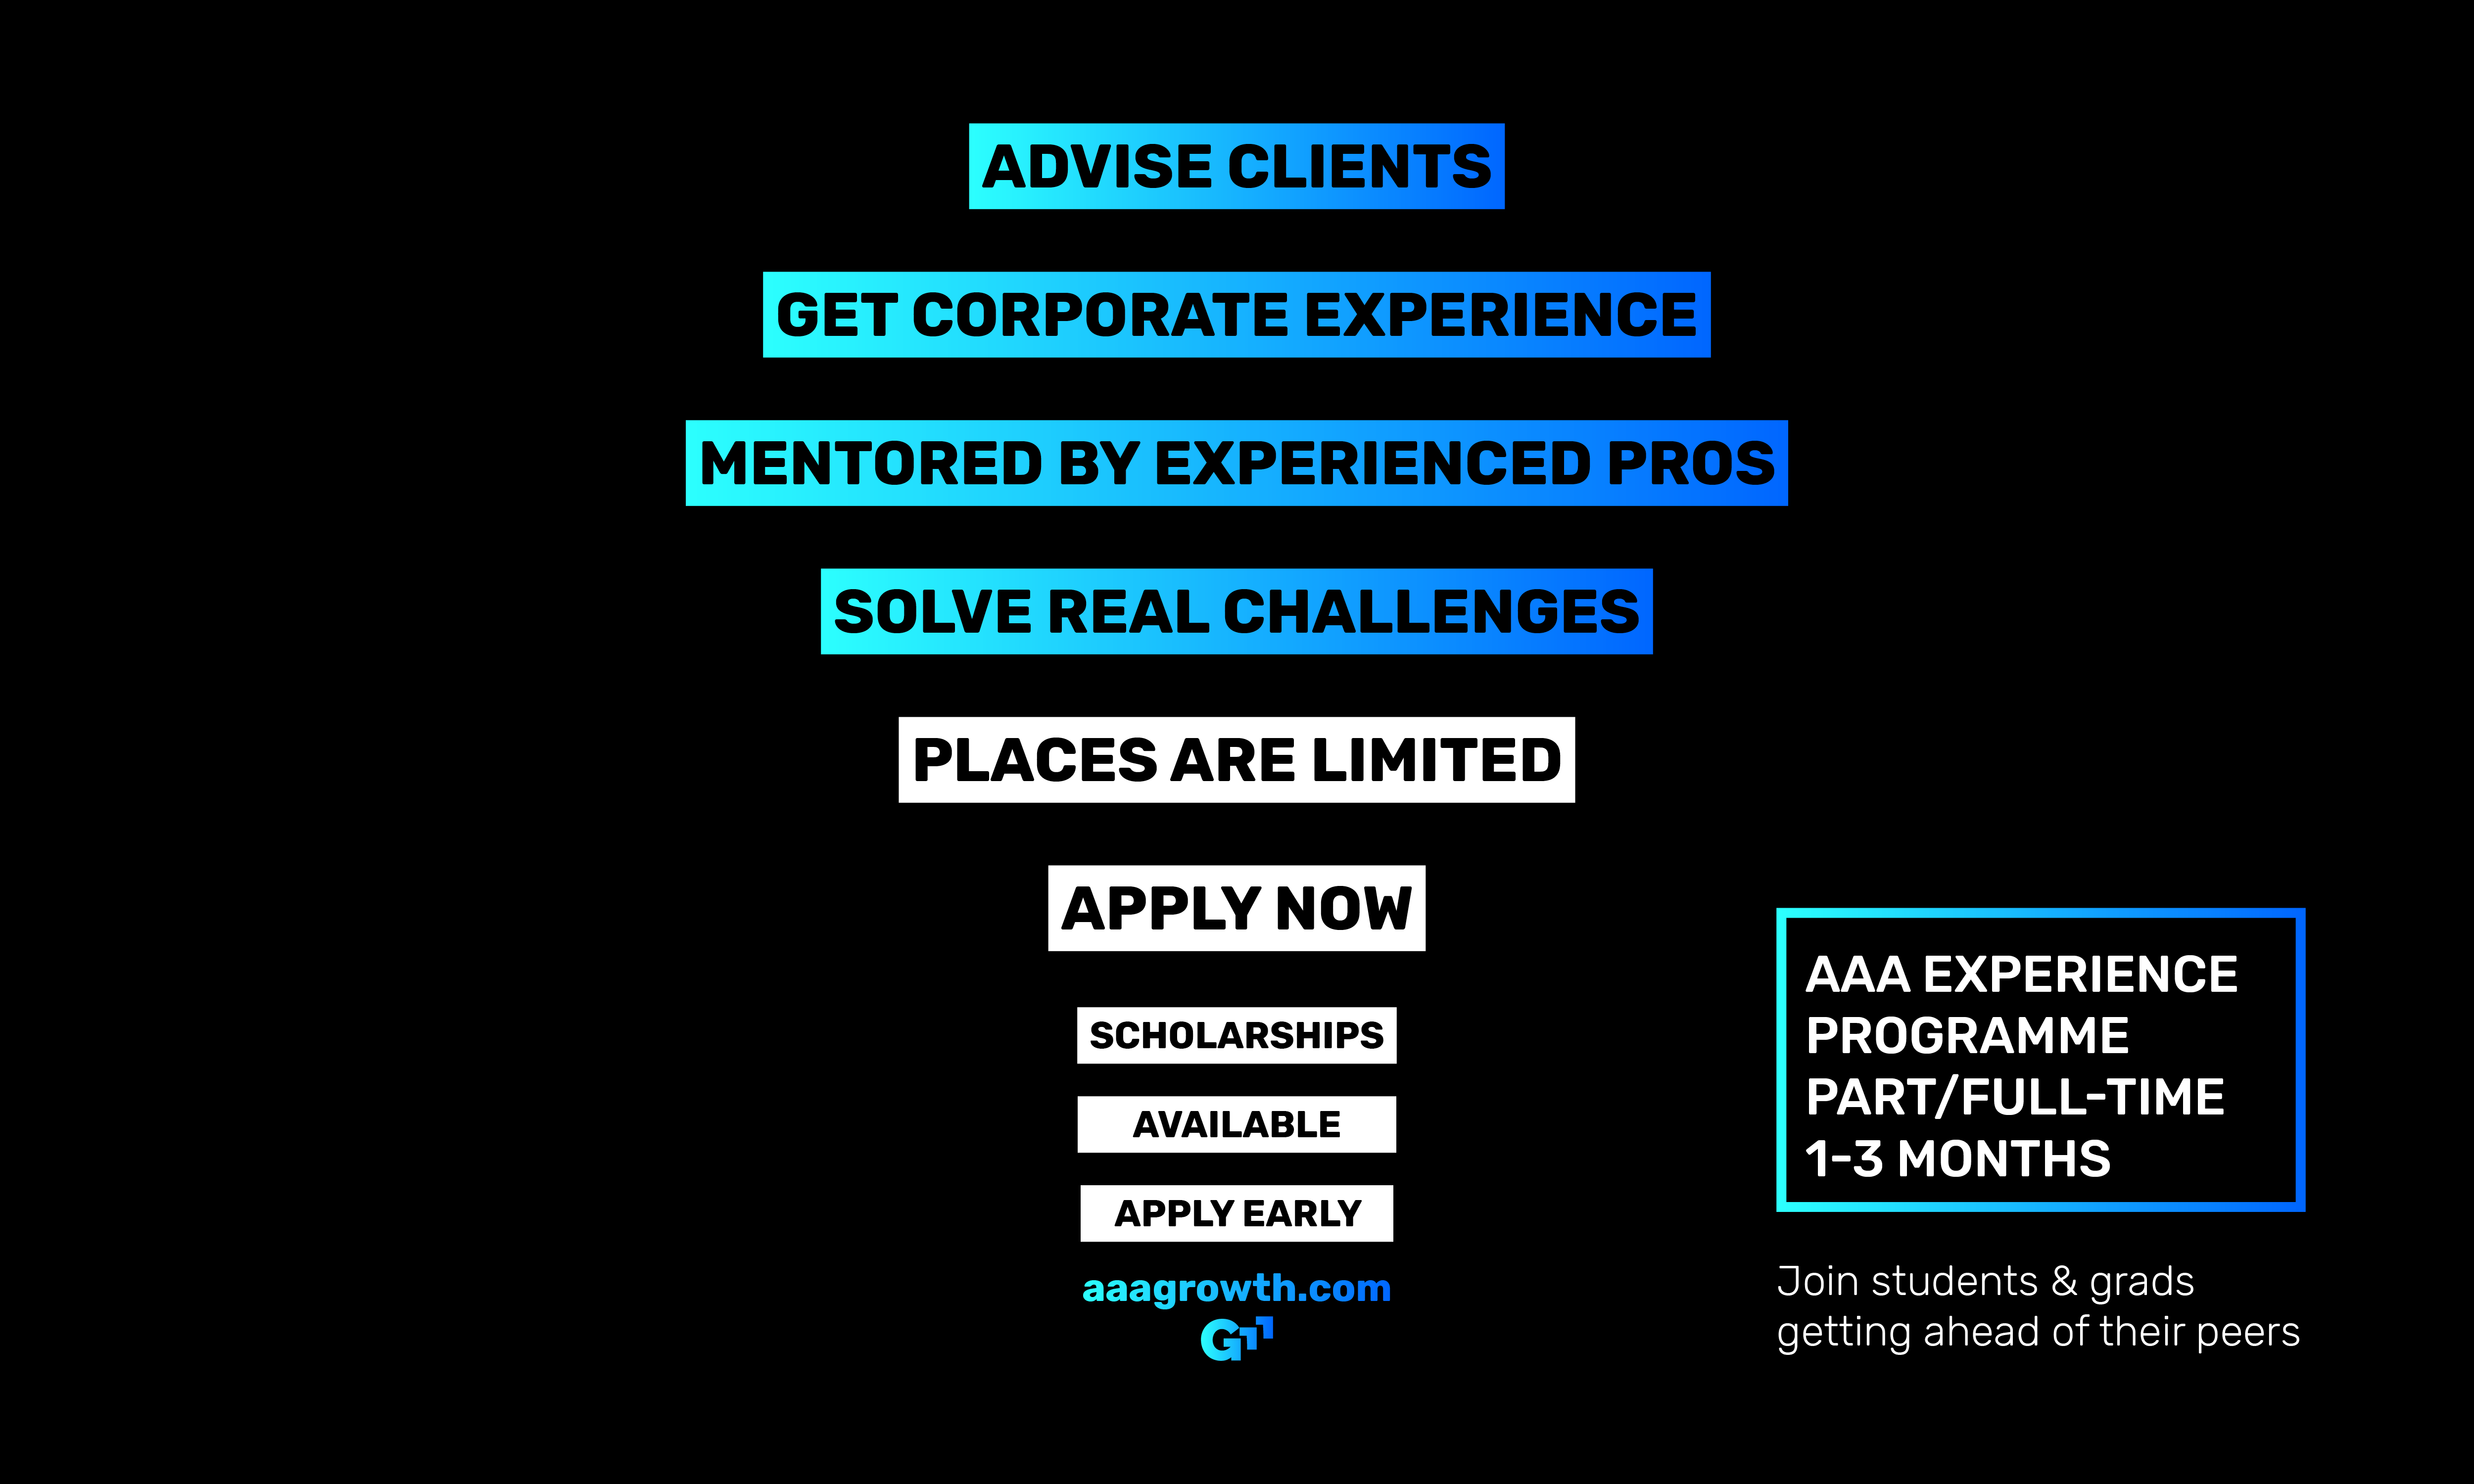 ADVISE CLIENTS
GET CORPORATE EXPERIENCE
MENTORED BY EXPERIENCED PROS
SOLVE REAL CHALLENGES
PLACES ARE LIMITED
APPLY NOW
SCHOLARSHIPS
AVAILABLE
APPLY EARLY
aaagrowth.com
G
AAA EXPERIENCE
PROGRAMME
PART/FULL-TIME
1-3 MONTHS
Join students & grads
getting ahead of their peers